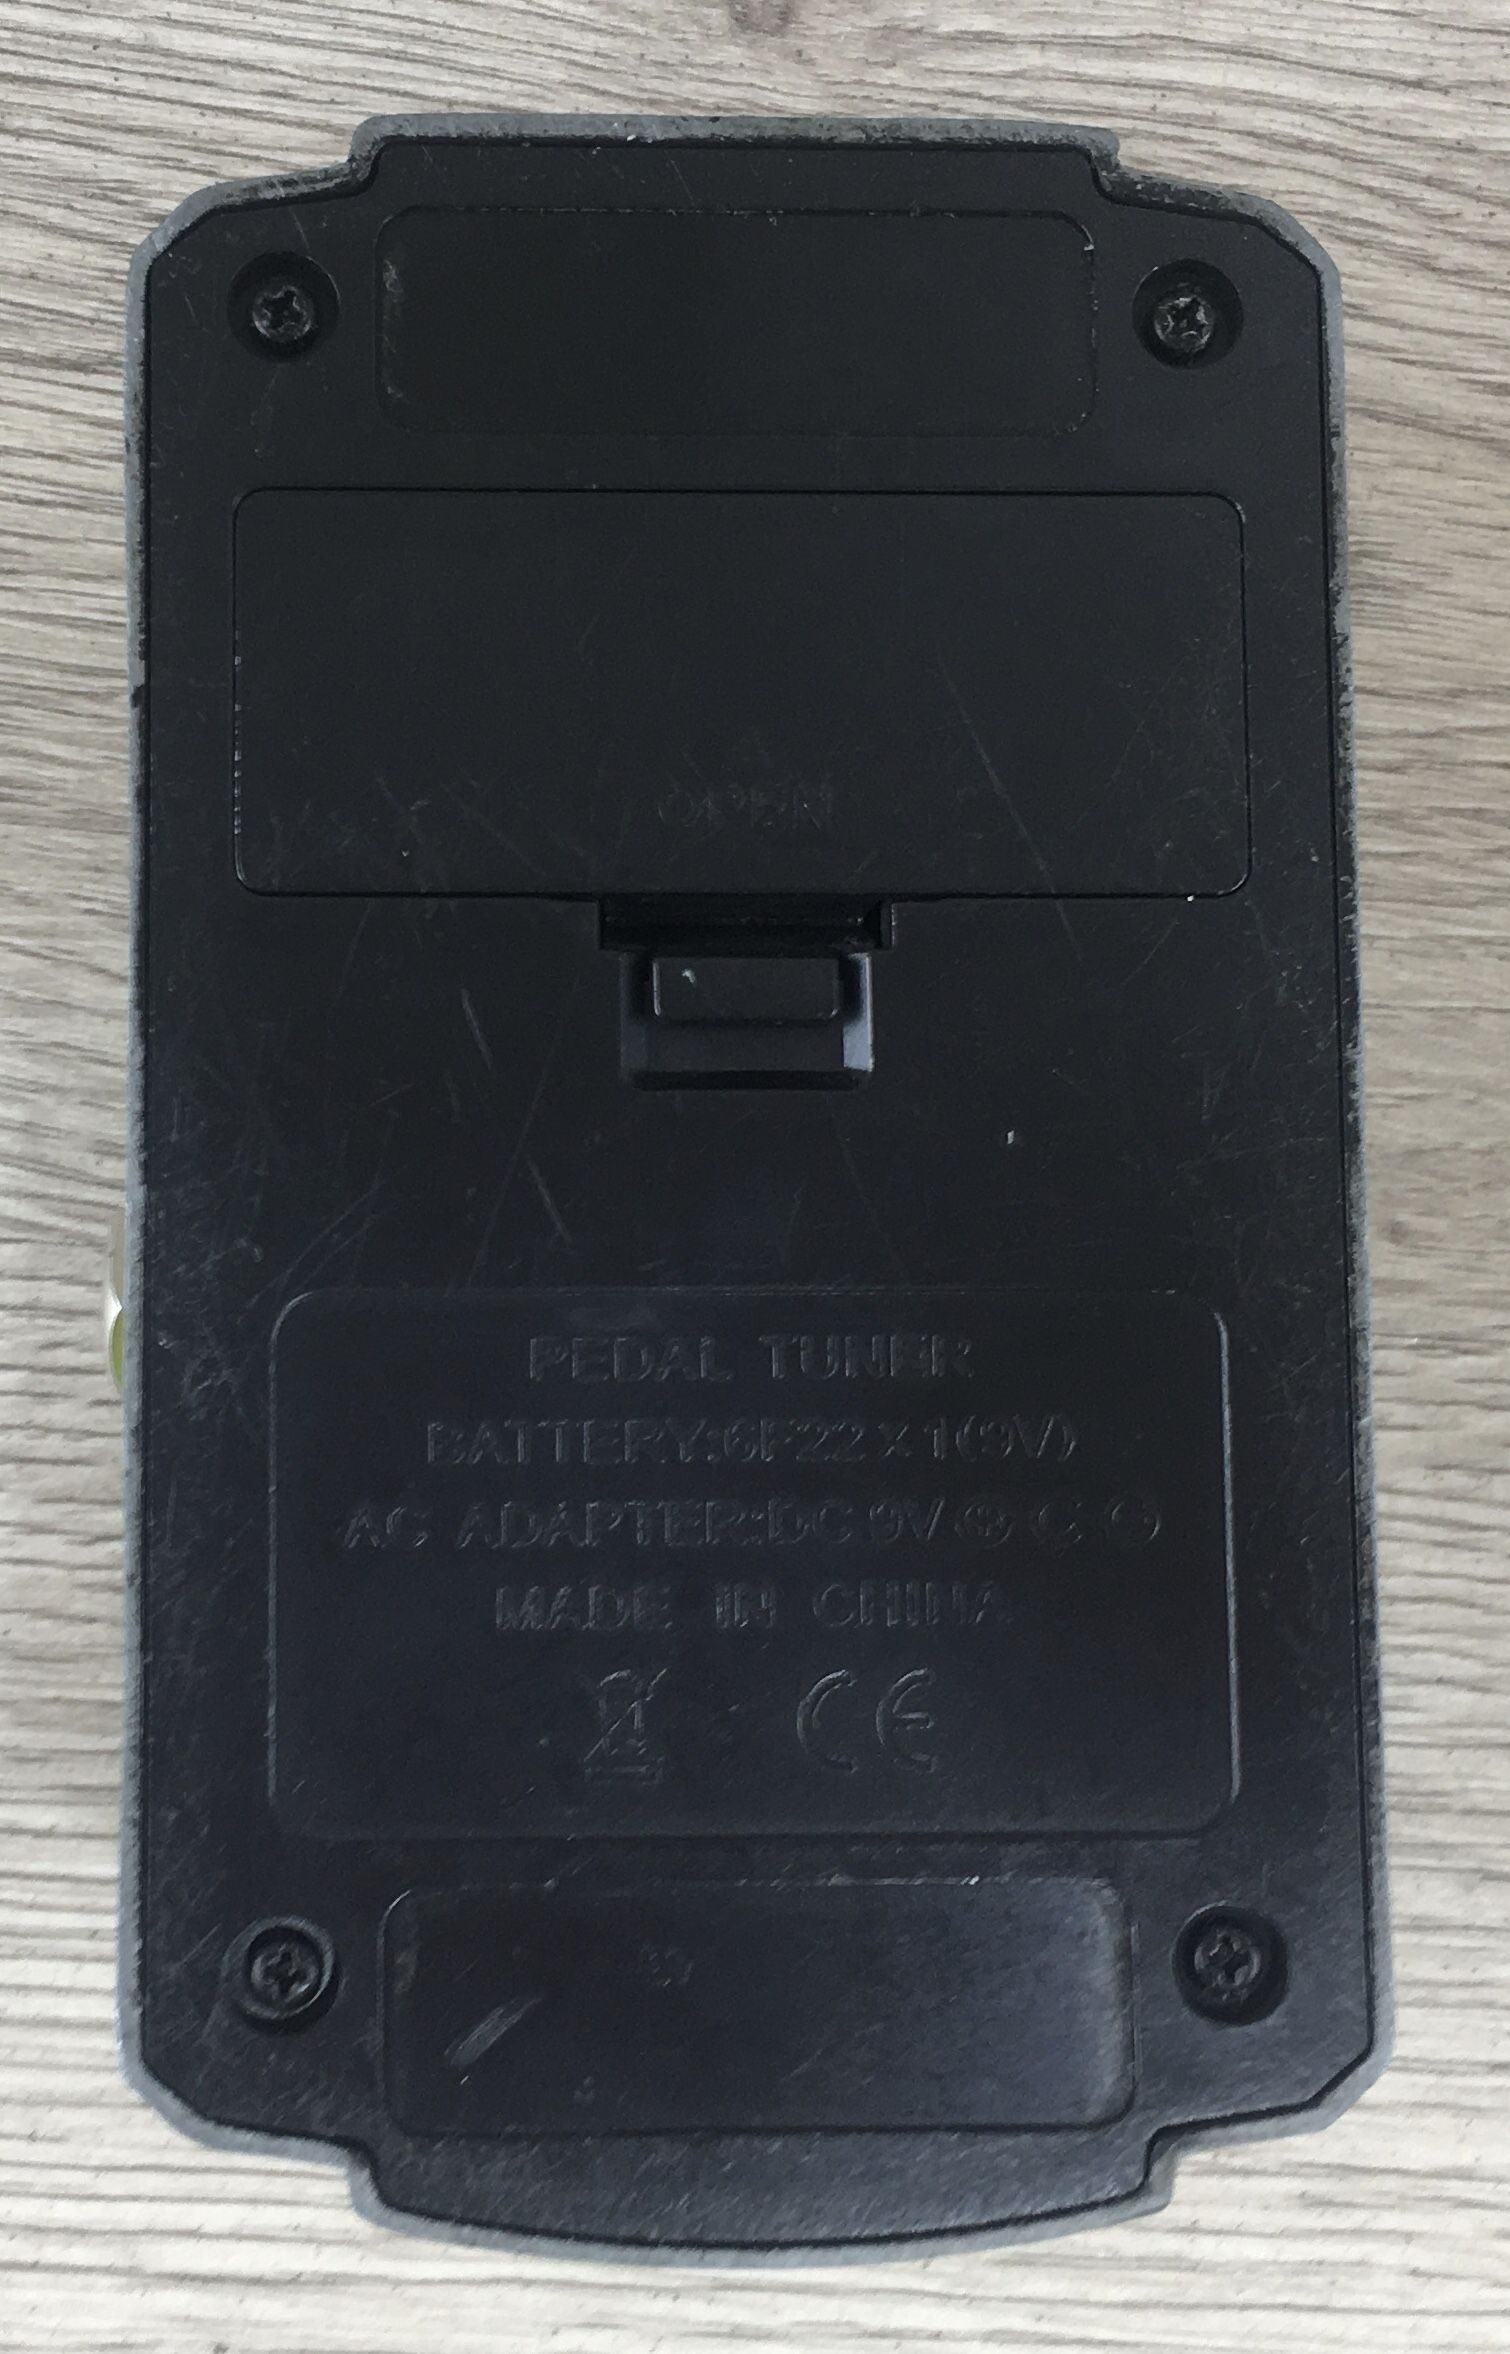 OPEN
PEDAL TUNER
BATTERY:6F22 x 1(9V)
AC ADAPTER:DC 9V
MADE IN CHINA
CE